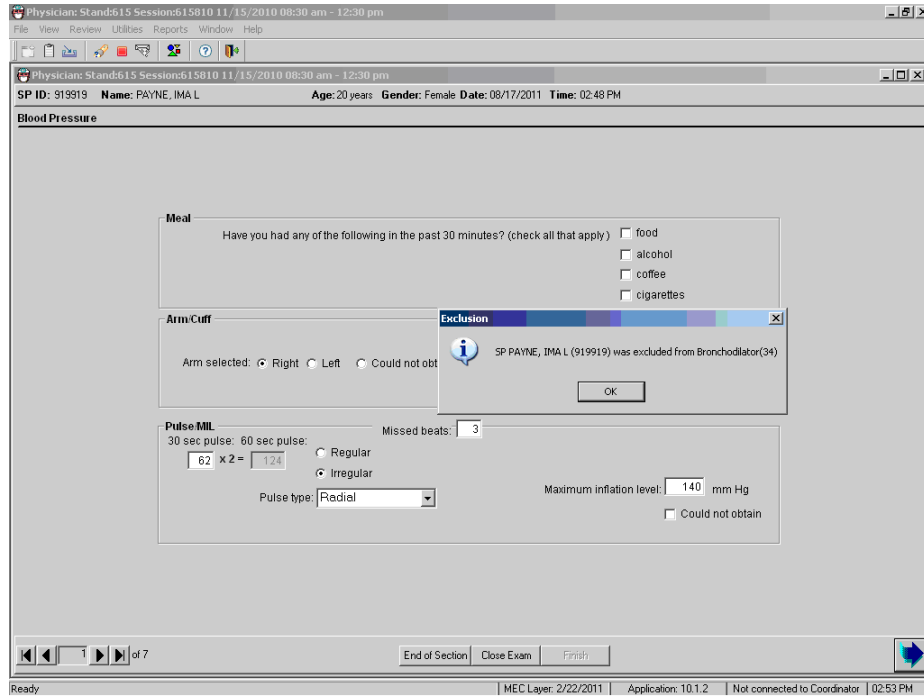 Physician: Stand:615 Session:615810 11/15/2010 08:30 am - 12:30 pm
File View Review Utilities Reports Window Help
Physician: Stand:615 Session:615810 11/15/2010 08:30 am - 12:30 pm
SP ID: 919919 Name: PAYNE, IMA L Age: 20 years Gender: Female Date: 08/17/2011 Time: 02:48 PM
Blood Pressure
Meal
Have you had any of the following in the past 30 minutes? (check all that apply) food
alcohol
coffee
cigarettes
Arm/Cuff
Arm selected: Right Left Could not obt
Exclusion
SP PAYNE, IMA L (919919) was excluded from Bronchodilator(34)
OK
Pulse/MIL
Missed beats: 3
30 sec pulse: 60 sec pulse:
62 x 2 = 124
Regular
Irregular
Pulse type: Radial
Maximum inflation level: 140 mm Hg
Could not obtain
1 of 7
End of Section Close Exam Finish
Ready MEC Layer: 2/22/2011 Application: 10.1.2 Not connected to Coordinator 02:53 PM